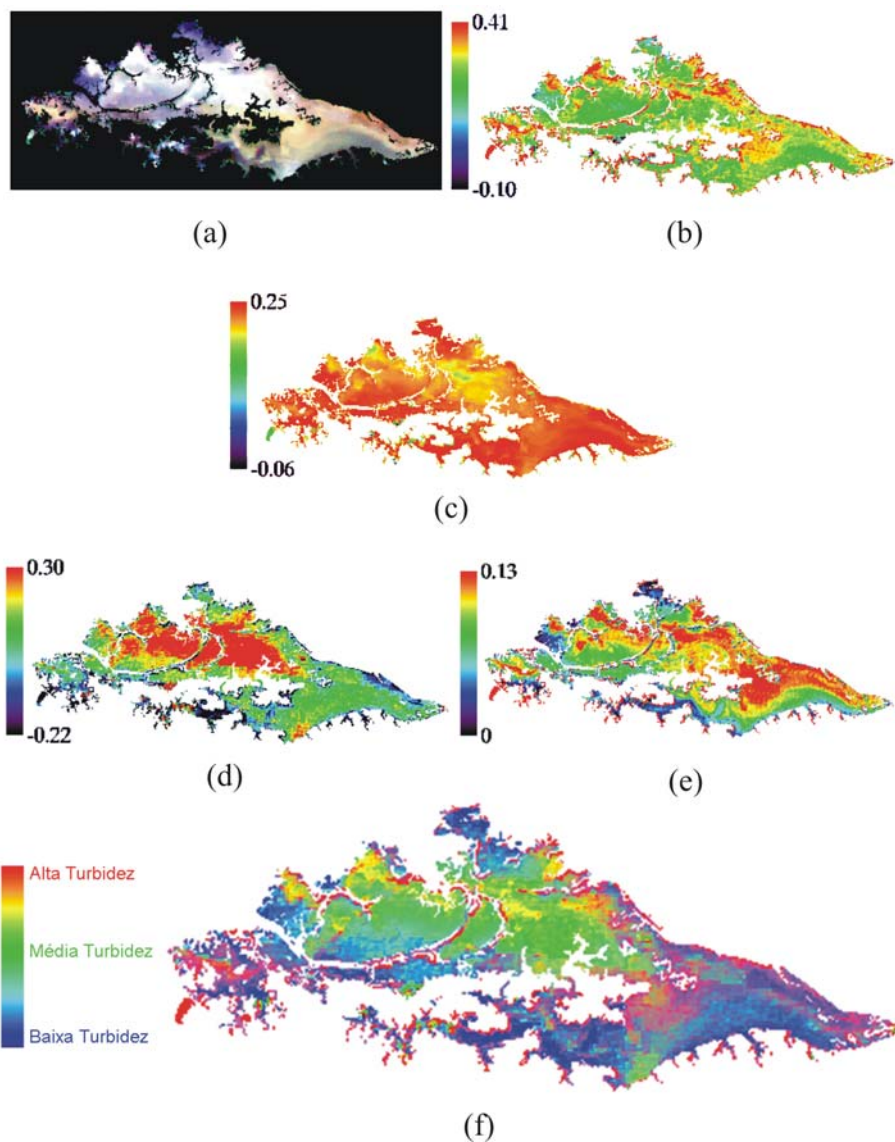 0.41
-0.10
(a)
(b)
0.25
-0.06
(c)
0.30
-0.22
(d)
0.13
0
(e)
Alta Turbidez
Média Turbidez
Baixa Turbidez
(f)